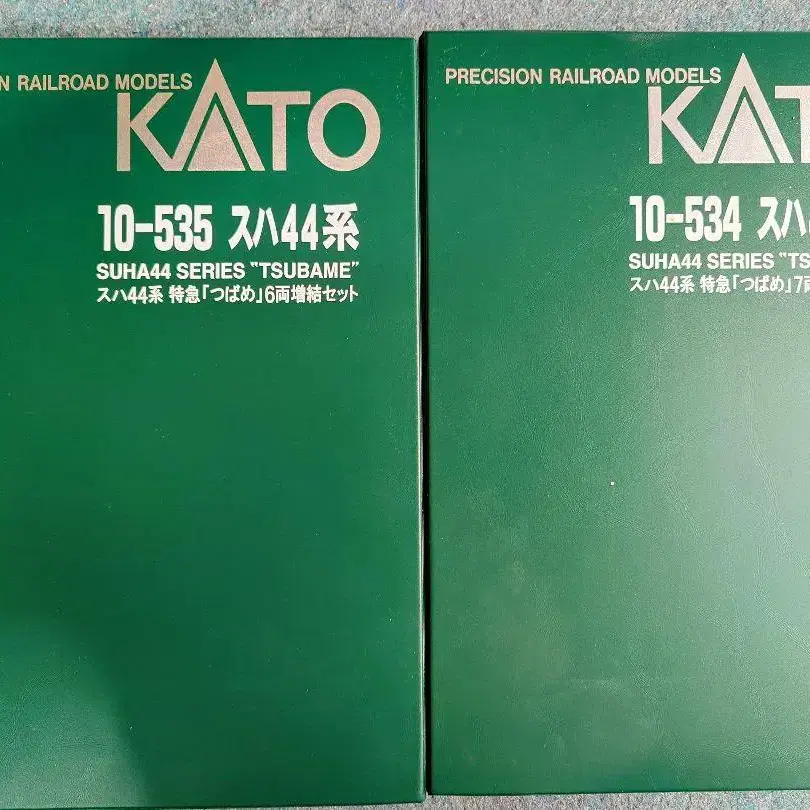 N RAILROAD MODELS
KATO
10-535 スハ44系
SUHA44 SERIES "TSUBAME"
スハ44系 特急「つばめ」6両増結セット
PRECISION RAILROAD MODELS
KAT
10-534 スハ
SUHA44 SERIES "TS
スハ44系 特急「つばめ」7両